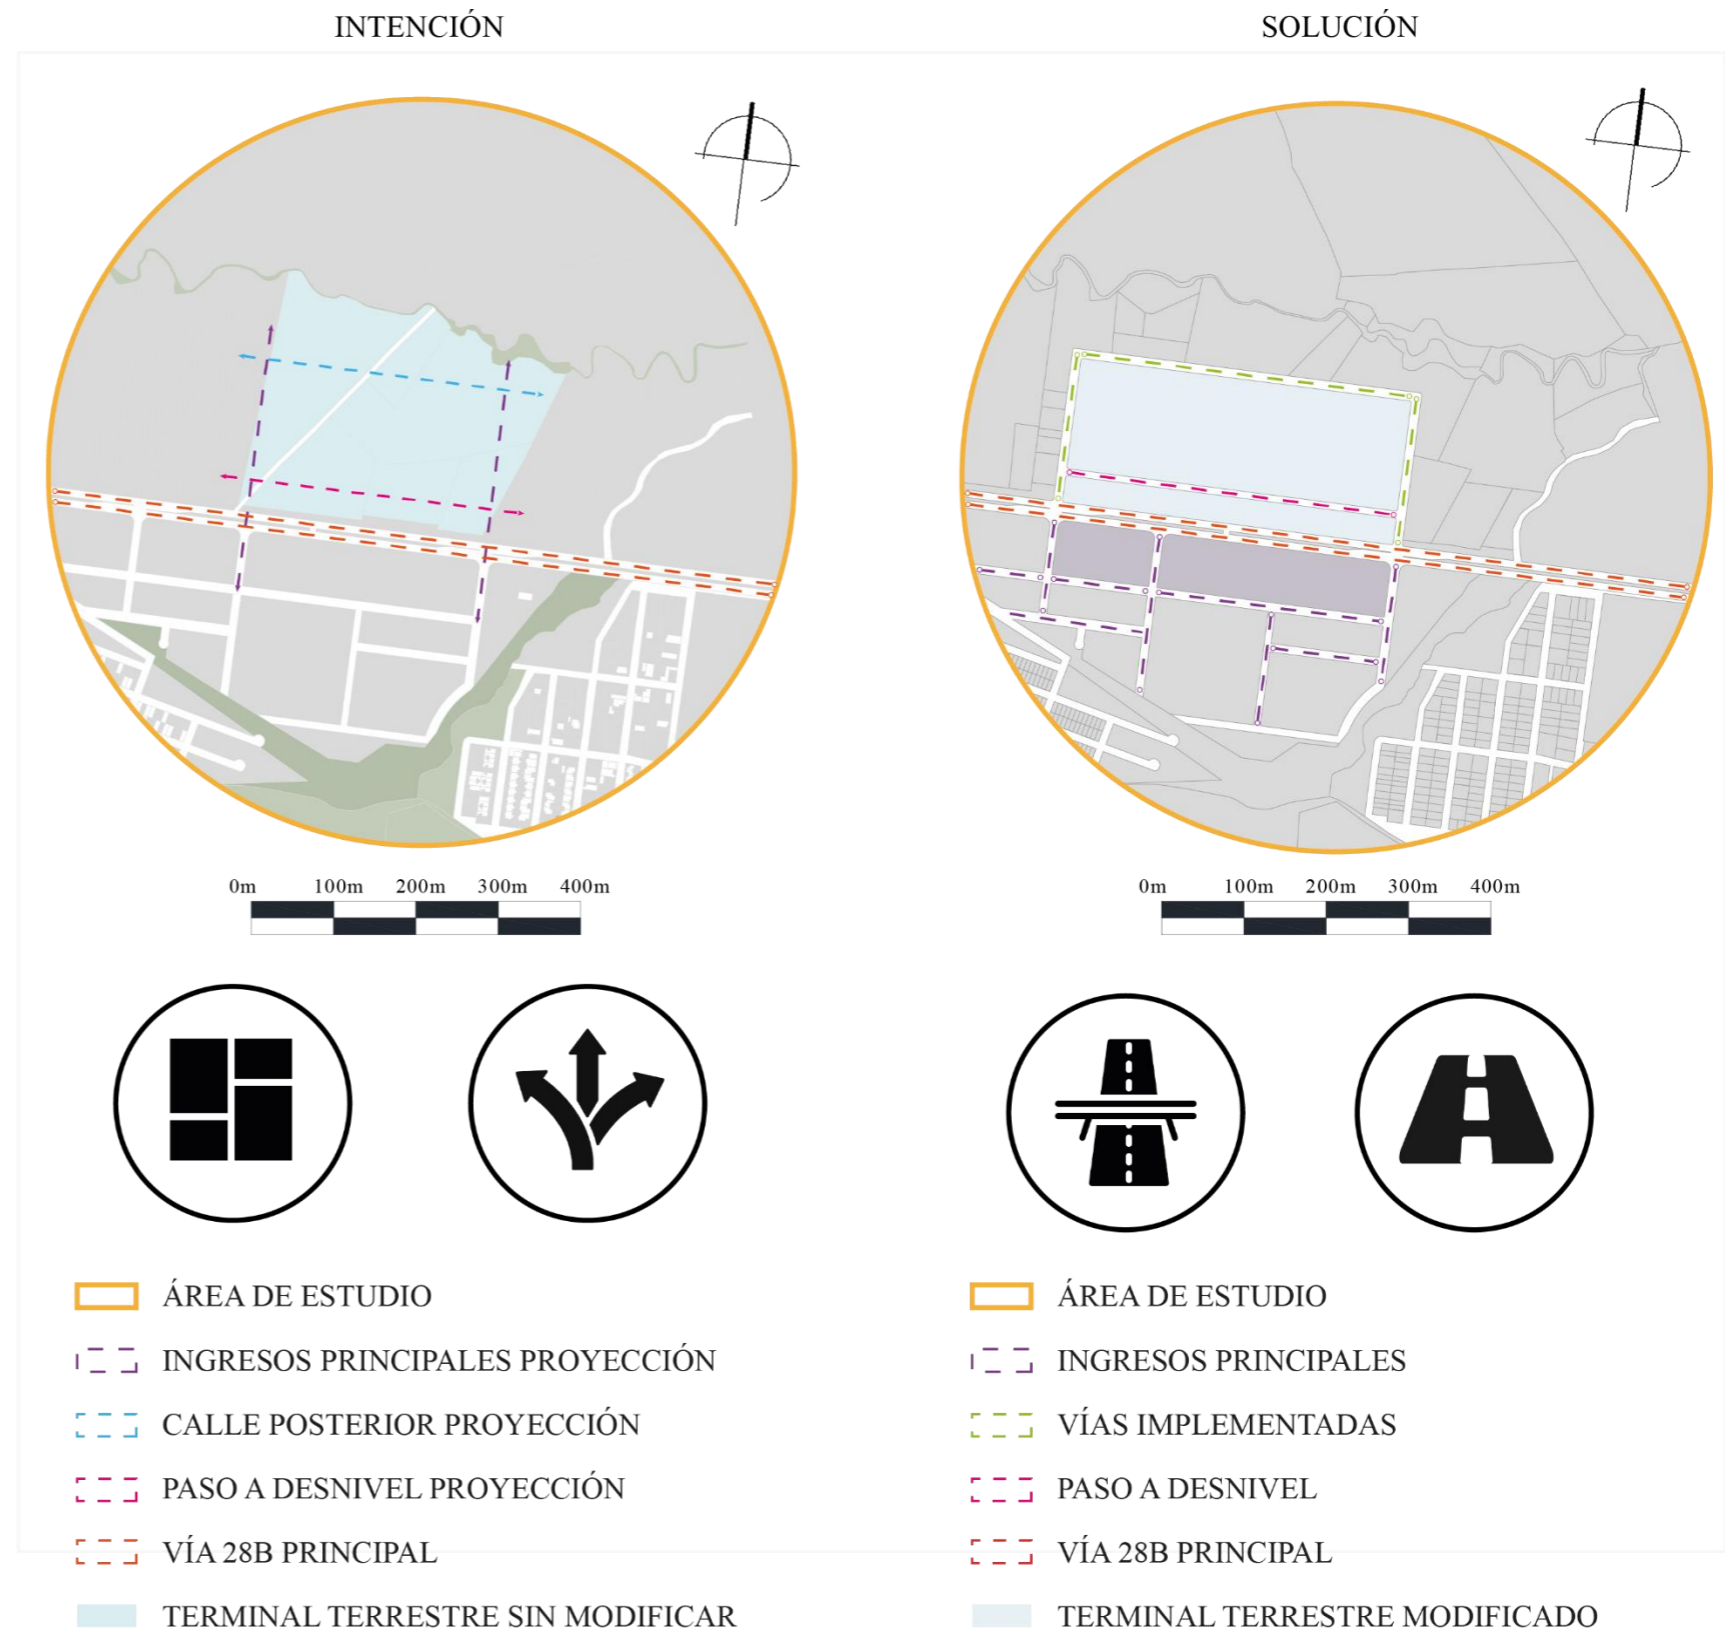 INTENCIÓN
SOLUCIÓN
0m 100m 200m 300m 400m
0m 100m 200m 300m 400m
ÁREA DE ESTUDIO
INGRESOS PRINCIPALES PROYECCIÓN
CALLE POSTERIOR PROYECCIÓN
PASO A DESNIVEL PROYECCIÓN
VÍA 28B PRINCIPAL
TERMINAL TERRESTRE SIN MODIFICAR
ÁREA DE ESTUDIO
INGRESOS PRINCIPALES
VÍAS IMPLEMENTADAS
PASO A DESNIVEL
VÍA 28B PRINCIPAL
TERMINAL TERRESTRE MODIFICADO